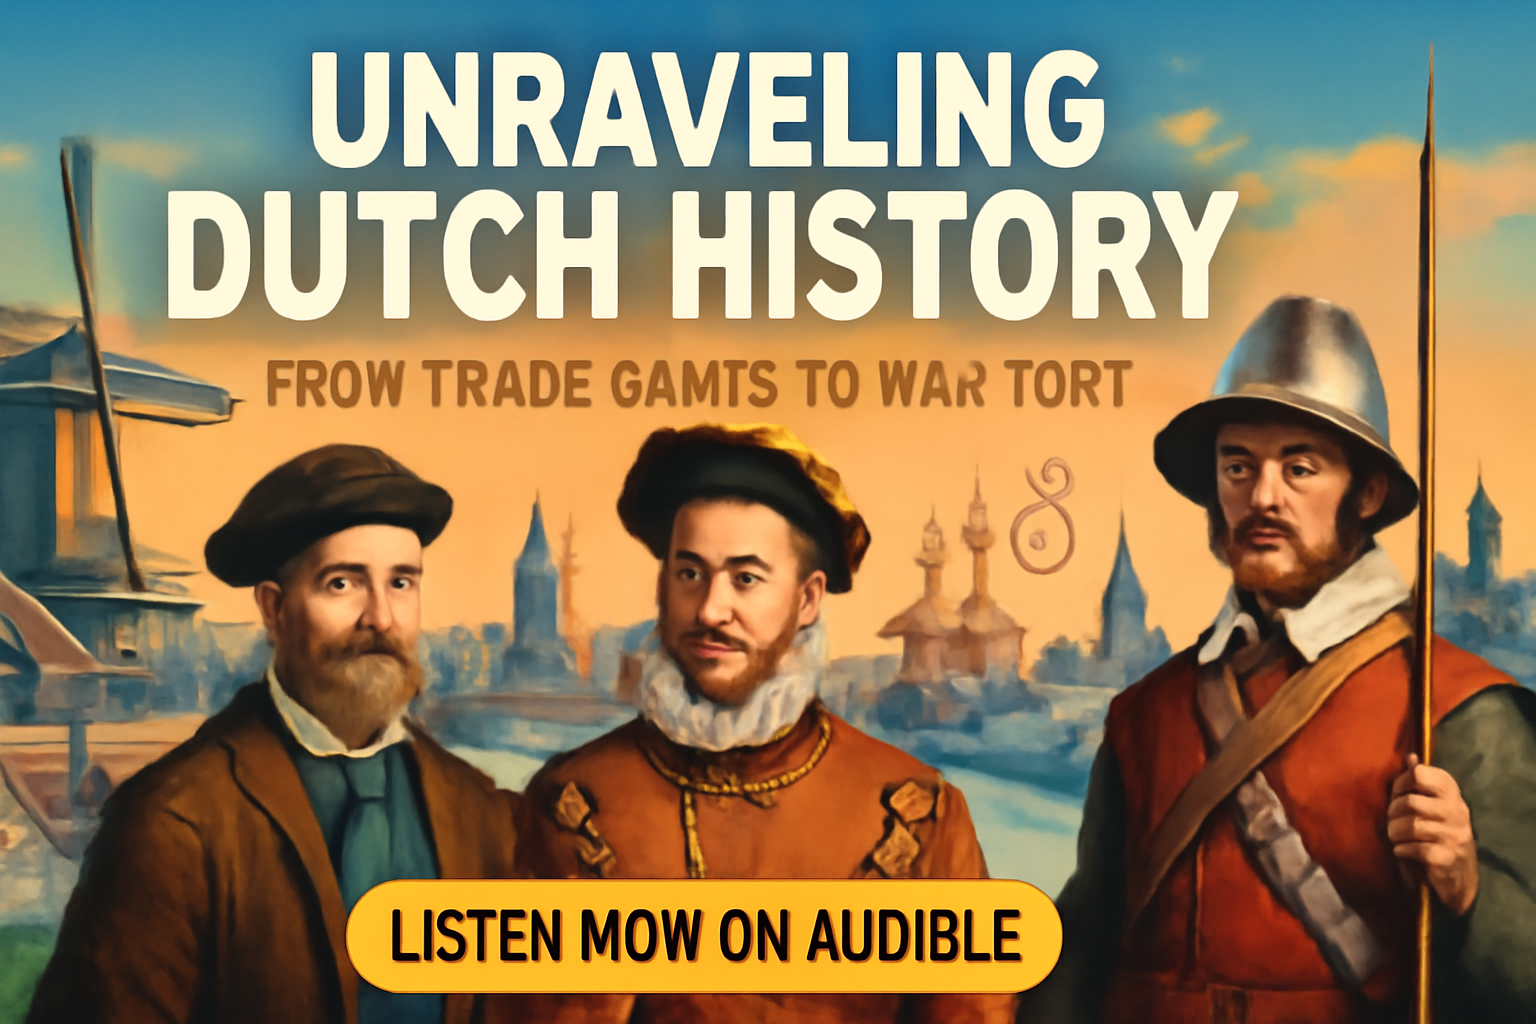 UNRAVELING
DUTCH HISTORY
FROW TRADE GAMTS TO WAR TORT
LISTEN MOW ON AUDIBLE